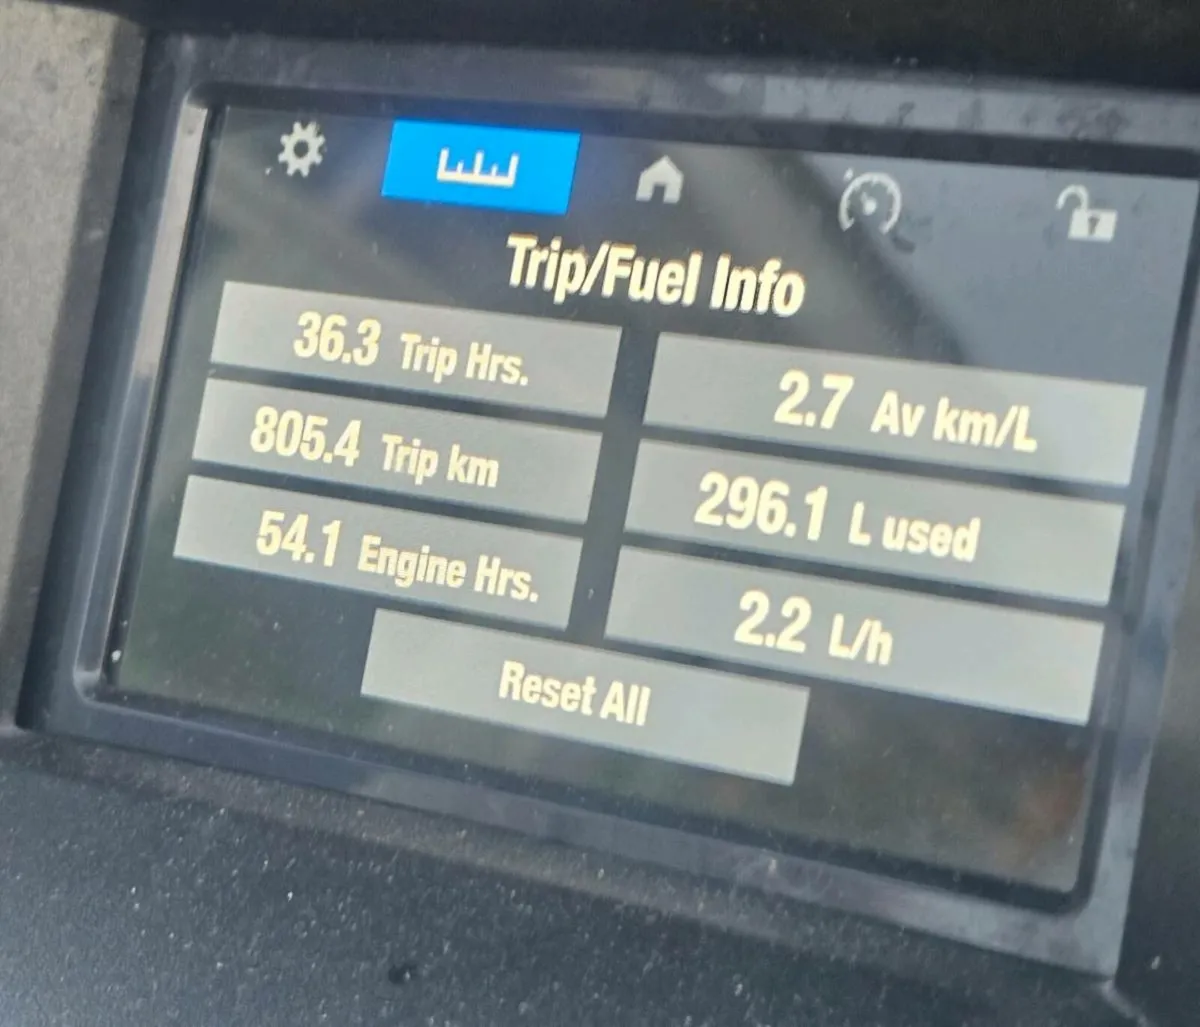 Trip/Fuel Info
36.3 Trip Hrs.
2.7 Av km/L
805.4 Trip km
296.1 L used
54.1 Engine Hrs.
2.2 L/h
Reset All